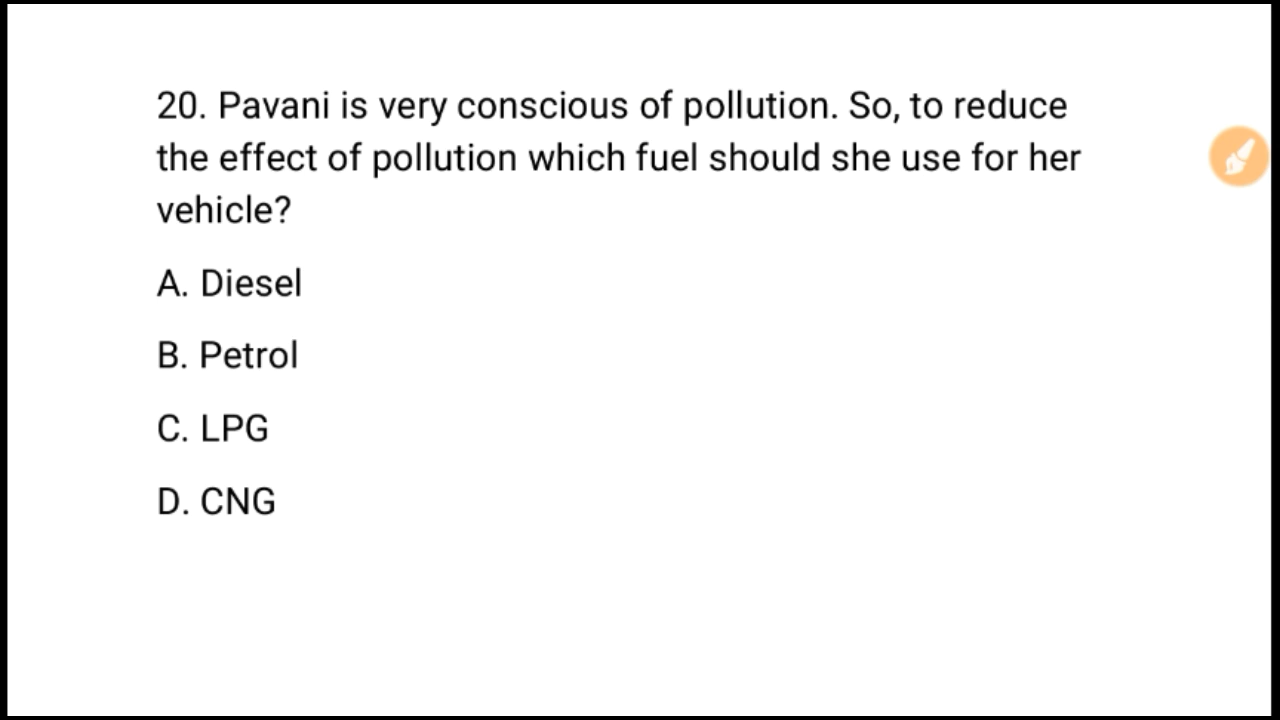 20. Pavani is very conscious of pollution. So, to reduce
the effect of pollution which fuel should she use for her
vehicle?
A. Diesel
B. Petrol
C. LPG
D. CNG